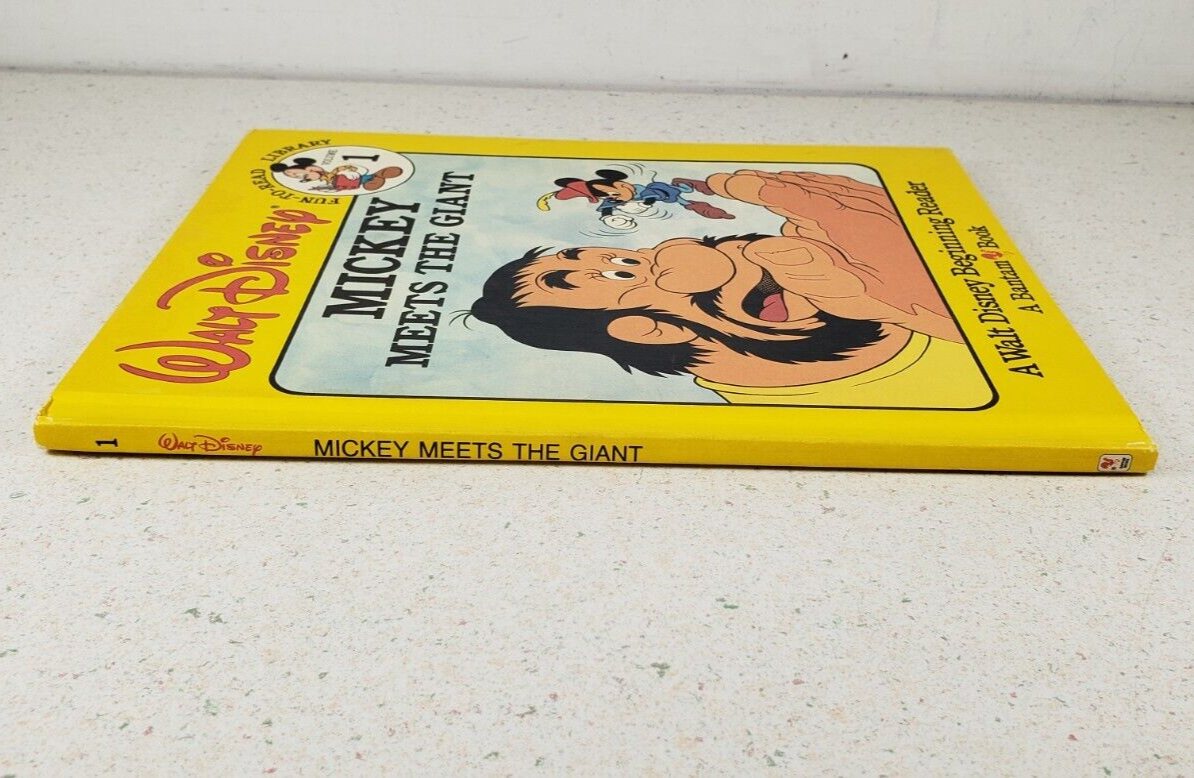 FUN-TO-READ LIBRARY
VOLUME
1
WALT DISNEY
MICKEY
MEETS THE GIANT
A Walt Disney Beginning Reader
A Bantam Book
1 WALT DISNEY MICKEY MEETS THE GIANT